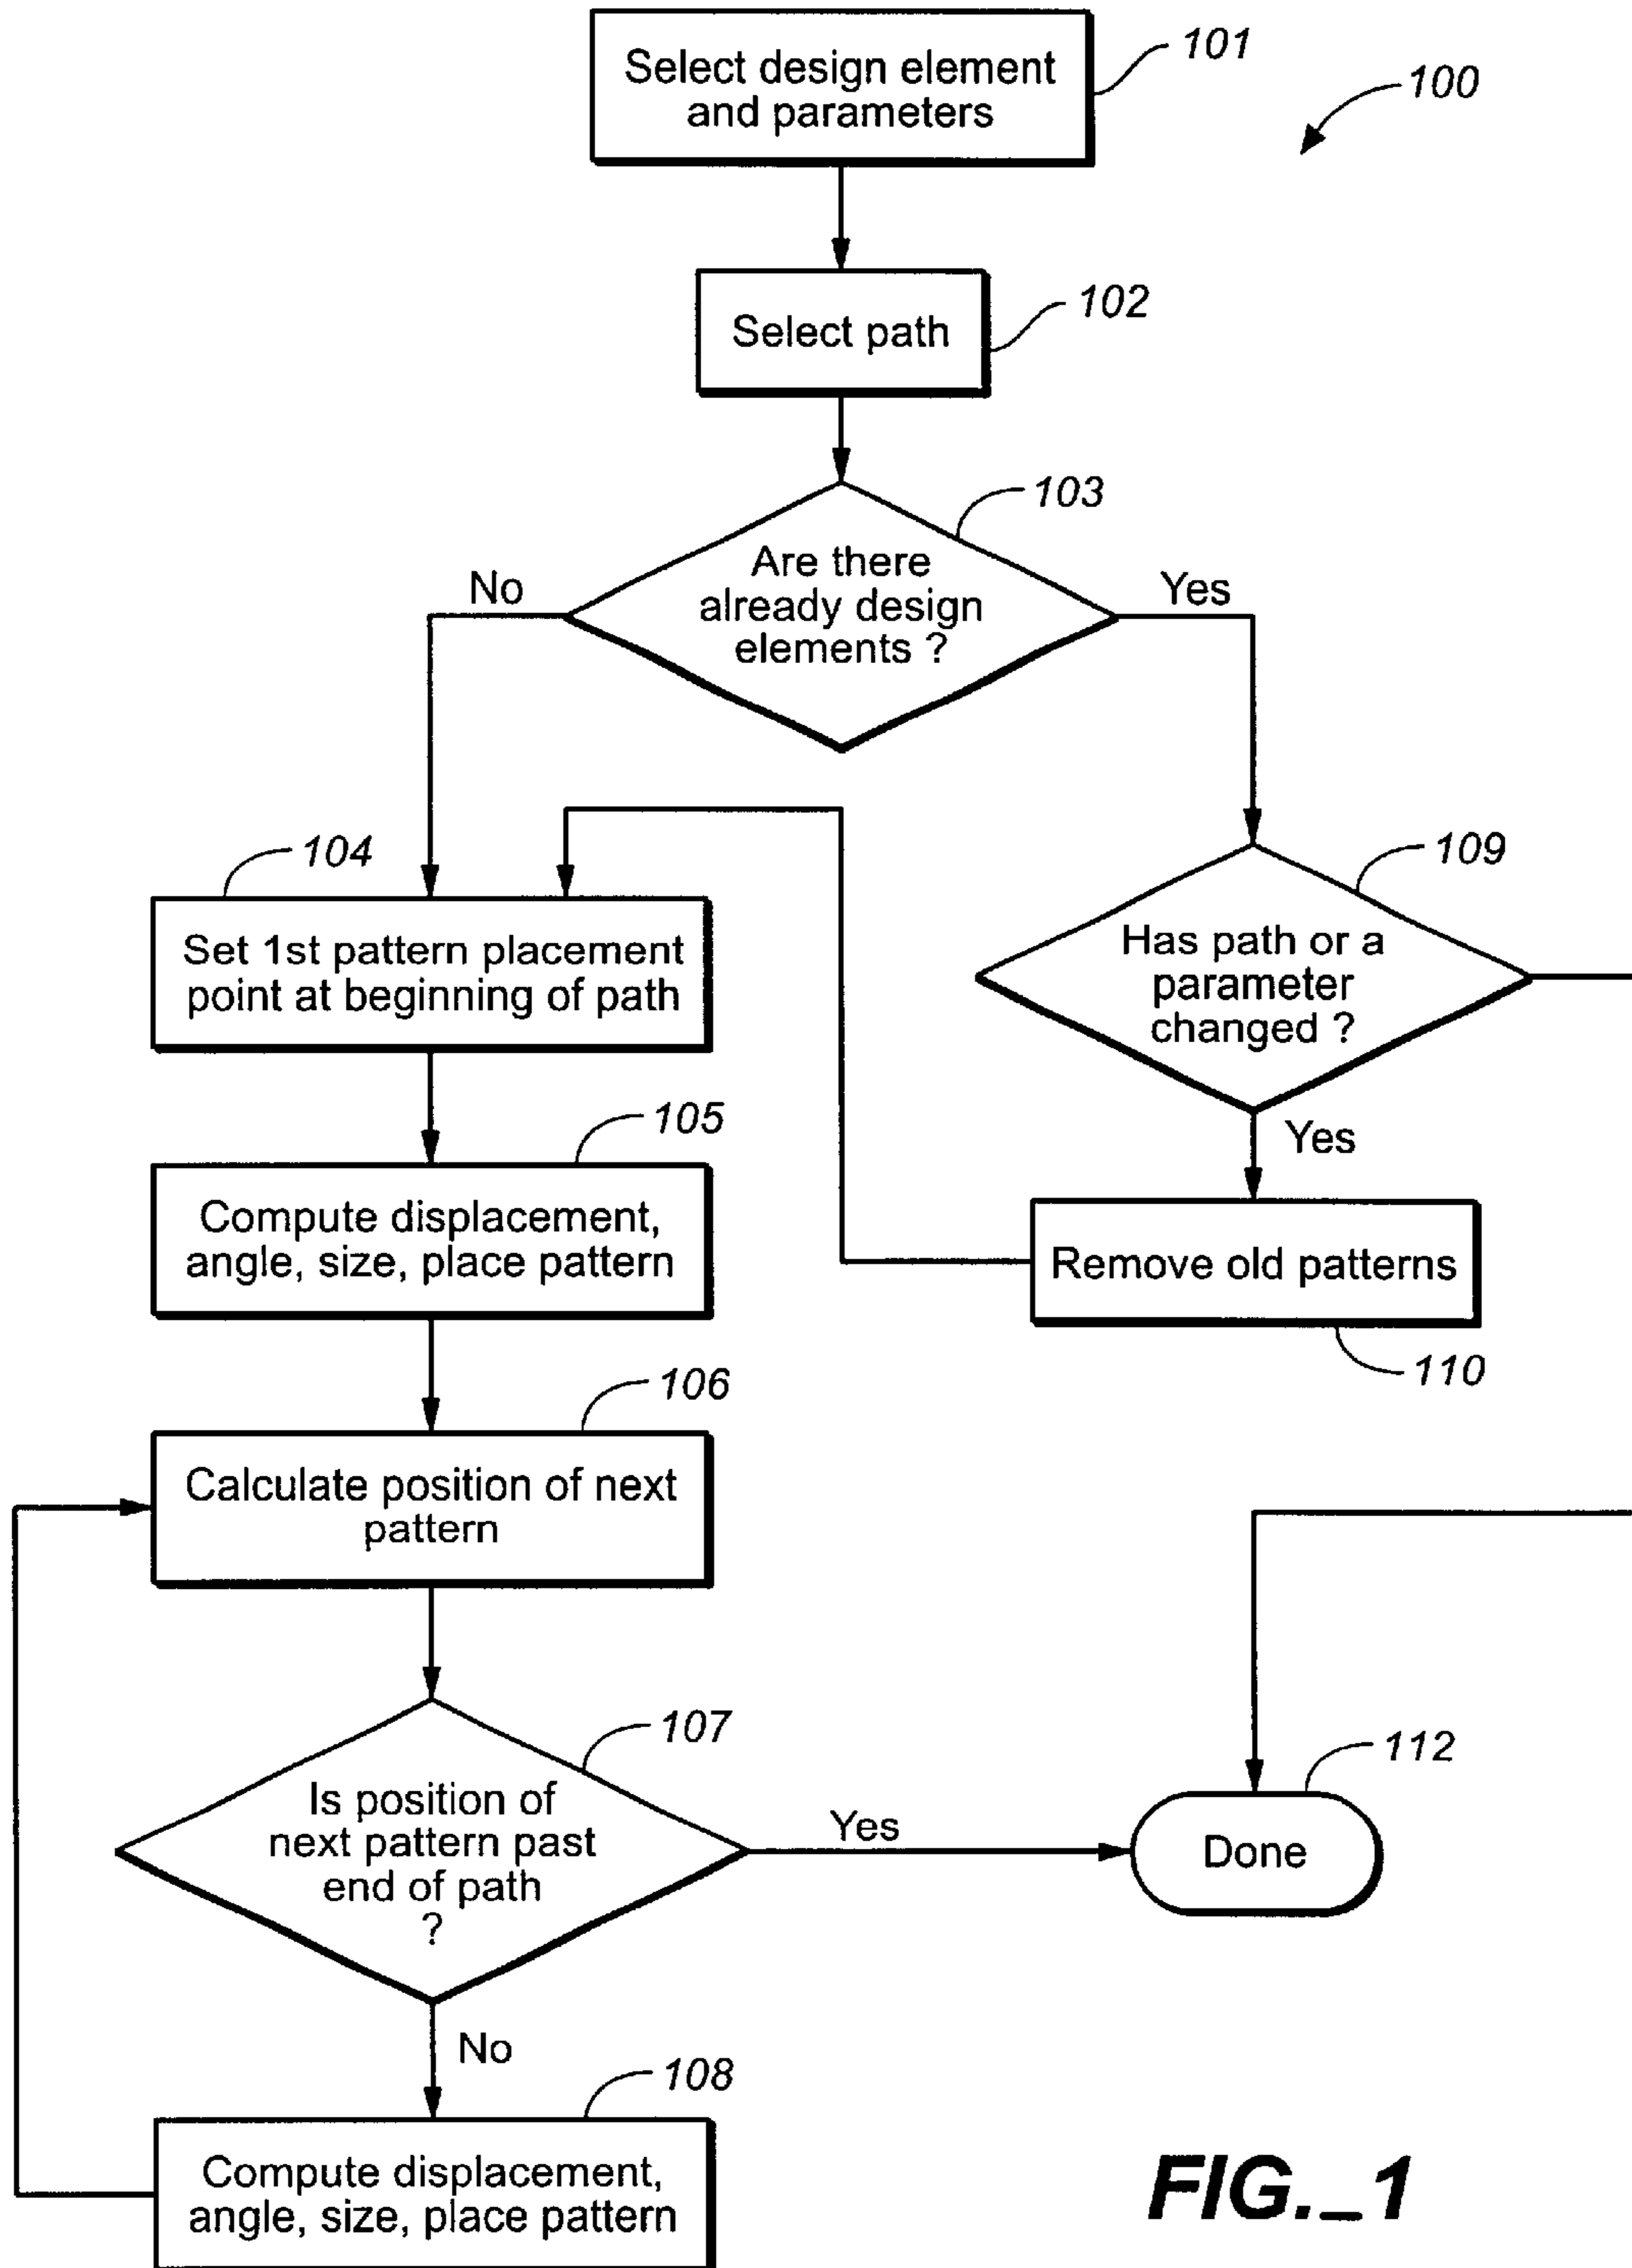 Select design element
and parameters
101
100
Select path
102
Are there
already design
elements ?
103
No
Yes
104
Set 1st pattern placement
point at beginning of path
109
Has path or a
parameter
changed ?
Yes
105
Compute displacement,
angle, size, place pattern
Remove old patterns
110
106
Calculate position of next
pattern
107
Is position of
next pattern past
end of path
?
Yes
112
Done
No
108
Compute displacement,
angle, size, place pattern
FIG._1